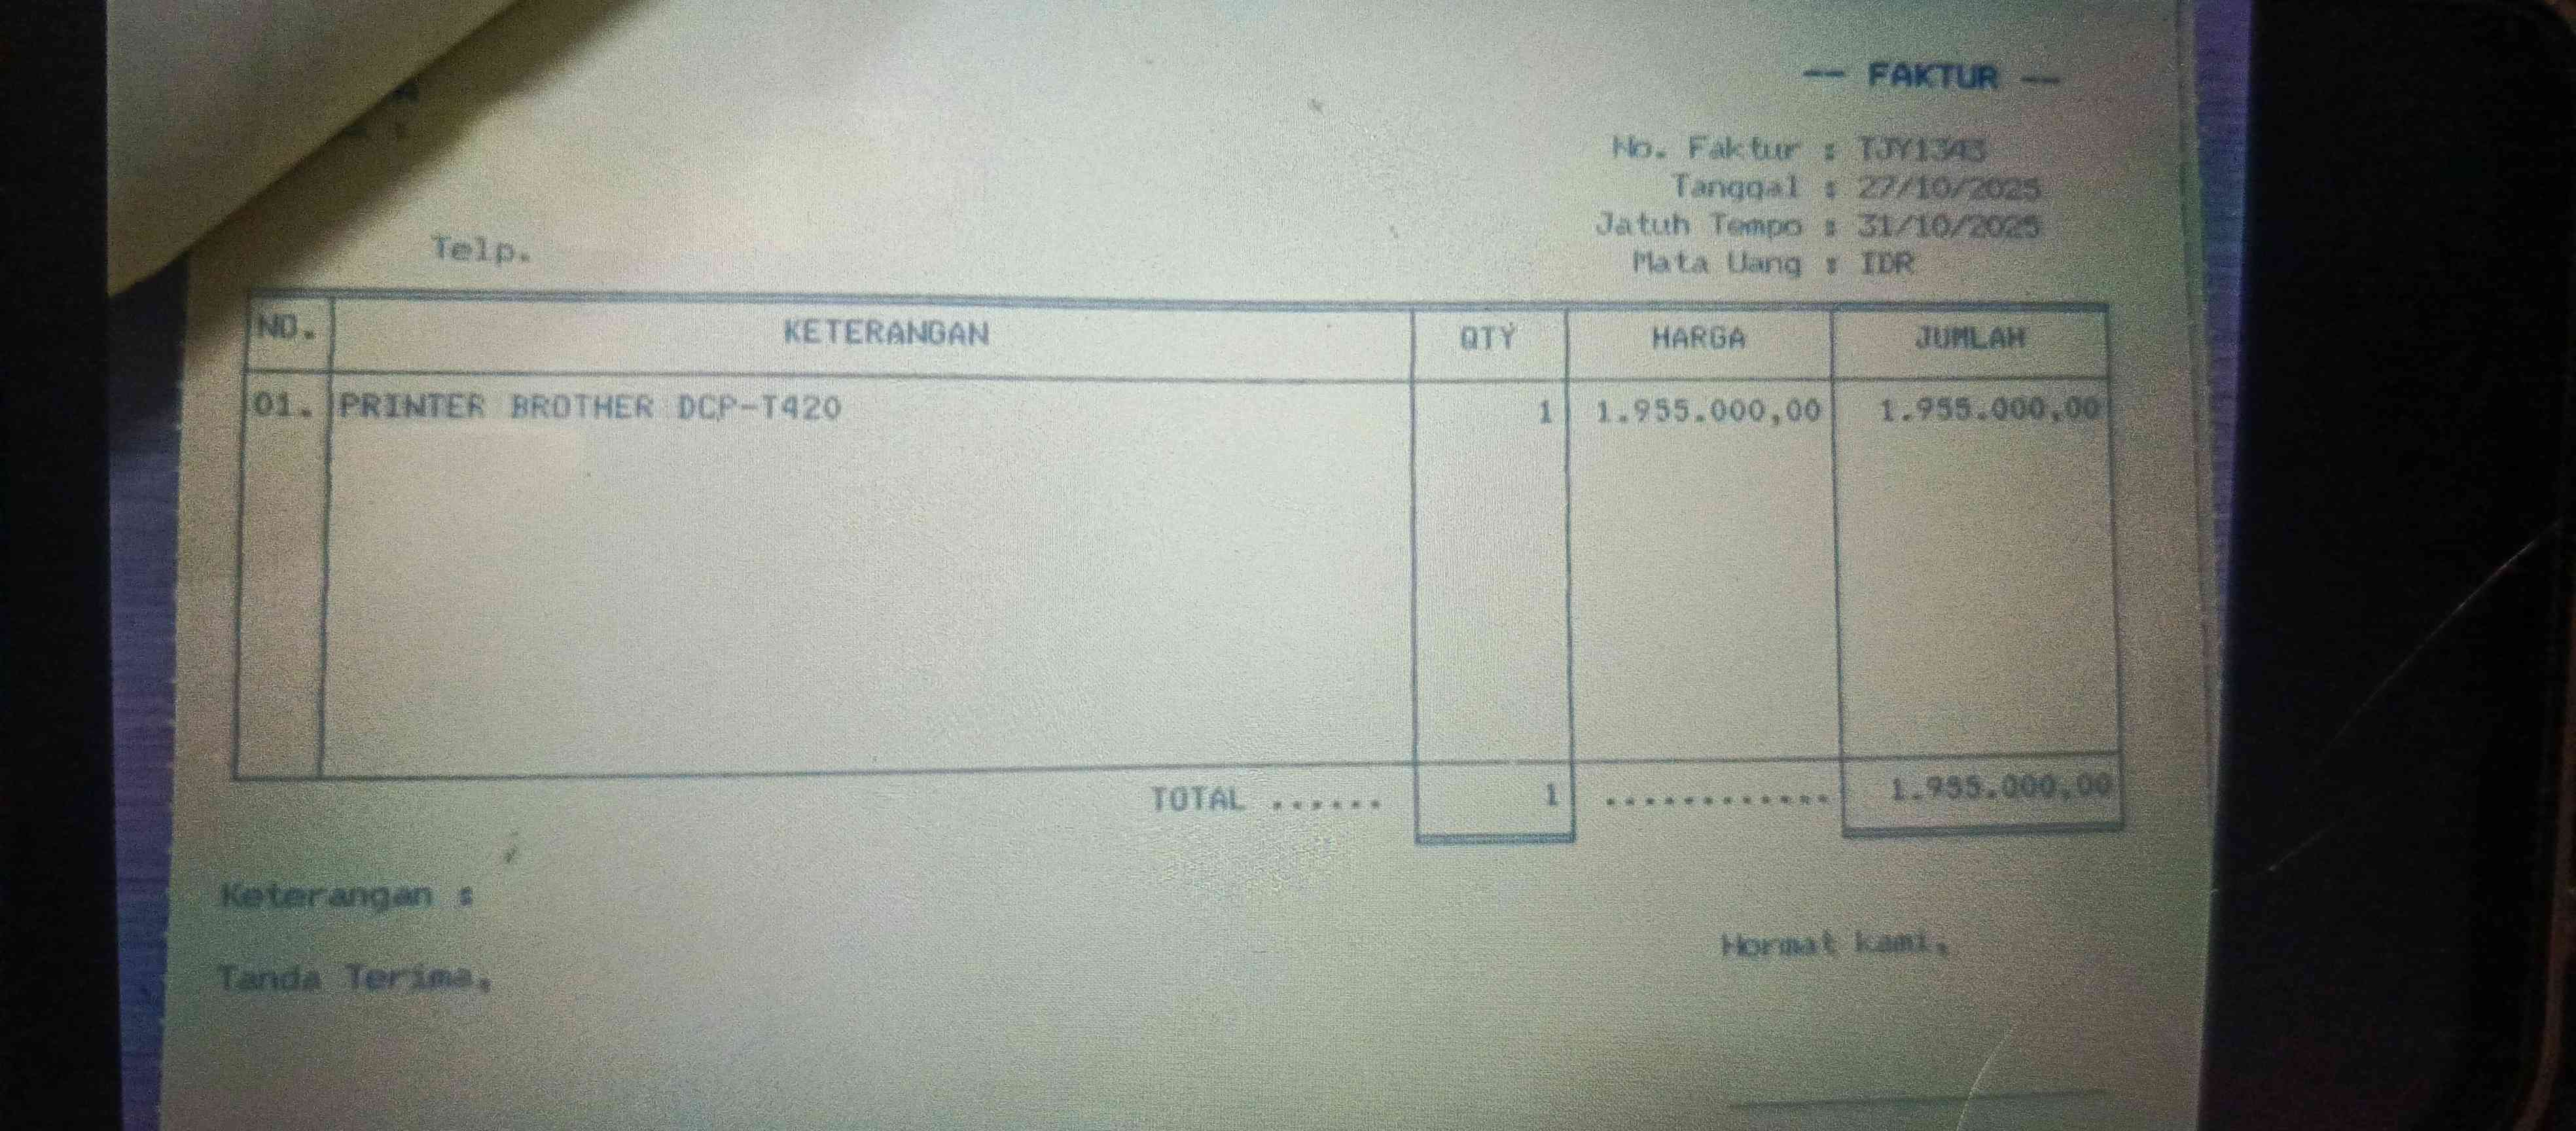 -- FAKTUR --
No. Faktur : TJY1343
Tanggal : 27/10/2025
Jatuh Tempo : 31/10/2025
Telp.
Mata Uang : IDR
NO. KETERANGAN QTY HARGA JUMLAH
01. PRINTER BROTHER DCP-T420 1 1.955.000,00 1.955.000,00
TOTAL ...... 1 ............ 1.955.000,00
Keterangan :
Hormat kami,
Tanda Terima,